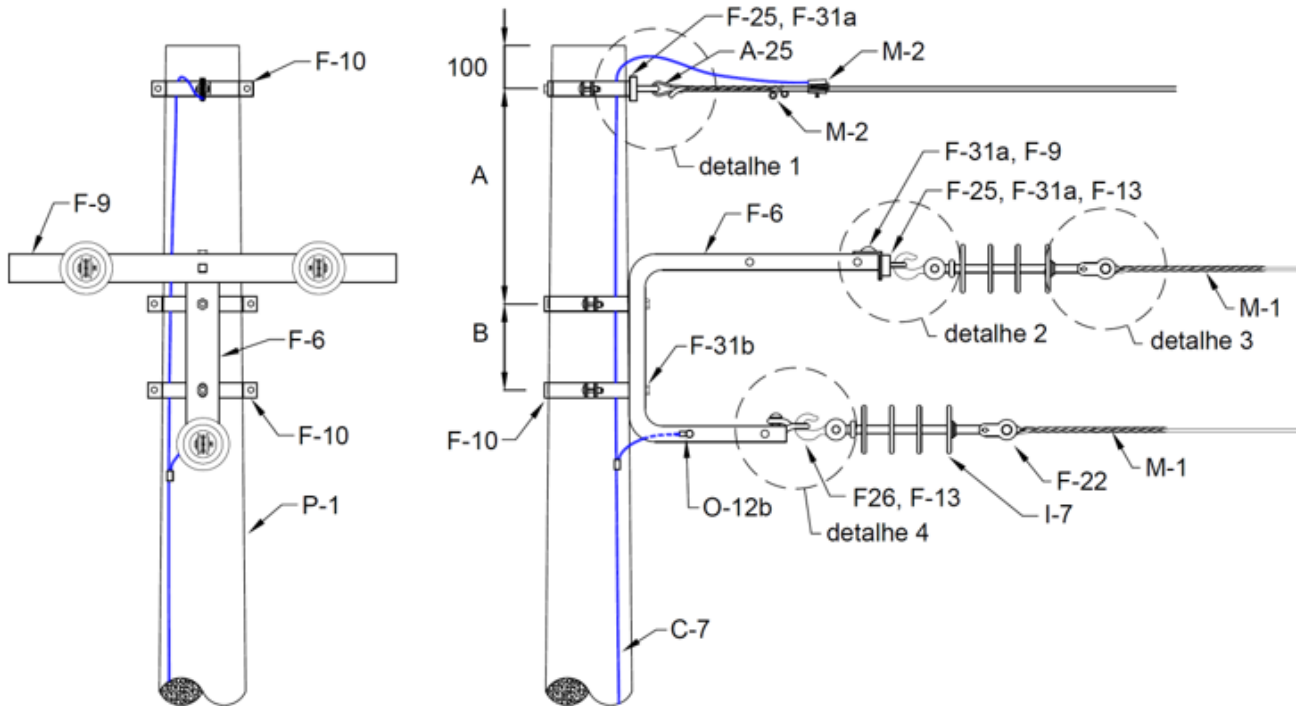 F-10
F-9
F-6
F-10
P-1
100
A
B
F-25, F-31a
A-25
M-2
M-2
detalhe 1
F-31a, F-9
F-25, F-31a, F-13
F-6
M-1
detalhe 2
detalhe 3
F-31b
F-10
O-12b
F26, F-13
detalhe 4
M-1
F-22
I-7
C-7